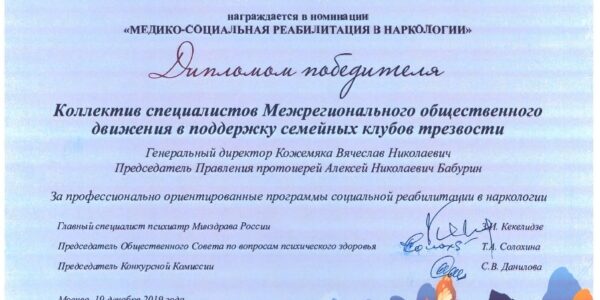 награждается в номинации
«МЕДИКО-СОЦИАЛЬНАЯ РЕАБИЛИТАЦИЯ В НАРКОЛОГИИ»
Дипломом победителя
Коллектив специалистов Межрегионального общественного
движения в поддержку семейных клубов трезвости
Генеральный директор Кожемяка Вячеслав Николаевич
Председатель Правления протоиерей Алексей Николаевич Бабурин
За профессионально ориентированные программы социальной реабилитации в наркологии
Главный специалист психиатр Минздрава России И. Кекелидзе
Председатель Общественного Совета по вопросам психического здоровья Т.А. Солохина
Председатель Конкурсной Комиссии С.В. Данилова
Москва, 19 декабря 2019 года